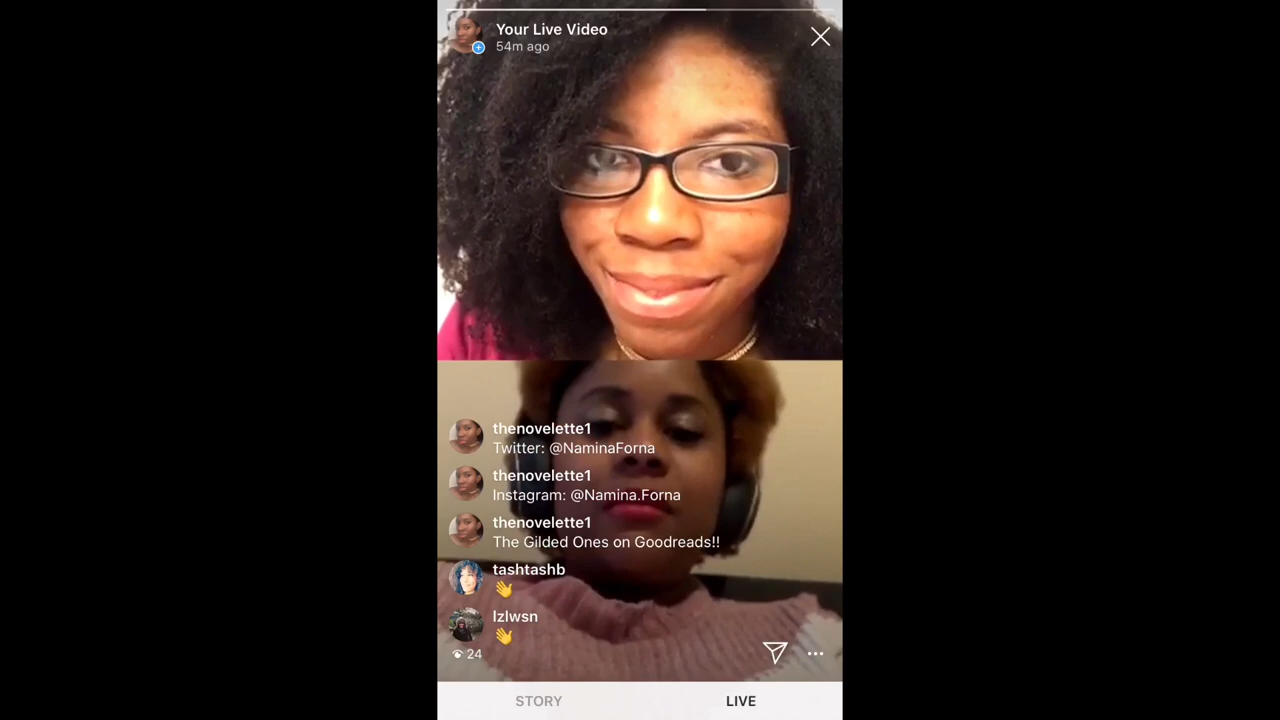 Your Live Video
54m ago
thenovelette1
Twitter: @NaminaForna
thenovelette1
Instagram: @Namina.Forna
thenovelette1
The Gilded Ones on Goodreads!!
tashtashb
👋
lzlwsn
👋
24
STORY
LIVE